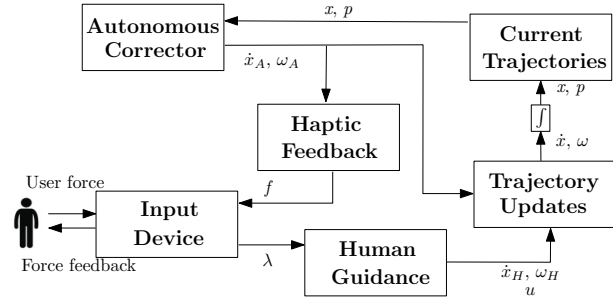 x, p
Autonomous
Corrector
Current
Trajectories
ẋ_A, ω_A
x, p
∫
Haptic
Feedback
ẋ, ω
f
User force
Trajectory
Updates
Input
Device
Force feedback
λ
Human
Guidance
ẋ_H, ω_H
u